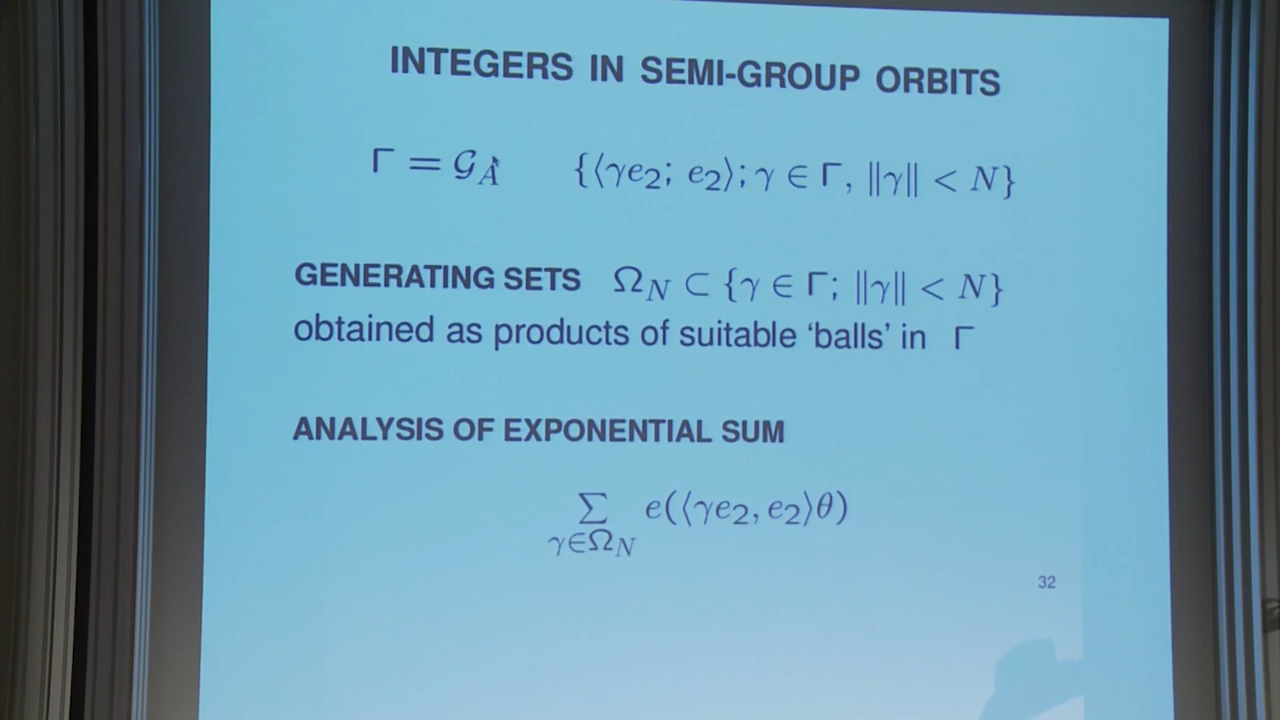 INTEGERS IN SEMI-GROUP ORBITS
Γ = 𝒢_A {⟨γe₂; e₂⟩; γ ∈ Γ, ‖γ‖ < N}
GENERATING SETS Ω_N ⊂ {γ ∈ Γ; ‖γ‖ < N}
obtained as products of suitable ‘balls’ in Γ
ANALYSIS OF EXPONENTIAL SUM
∑ e(⟨γe₂, e₂⟩θ)
γ∈Ω_N
32